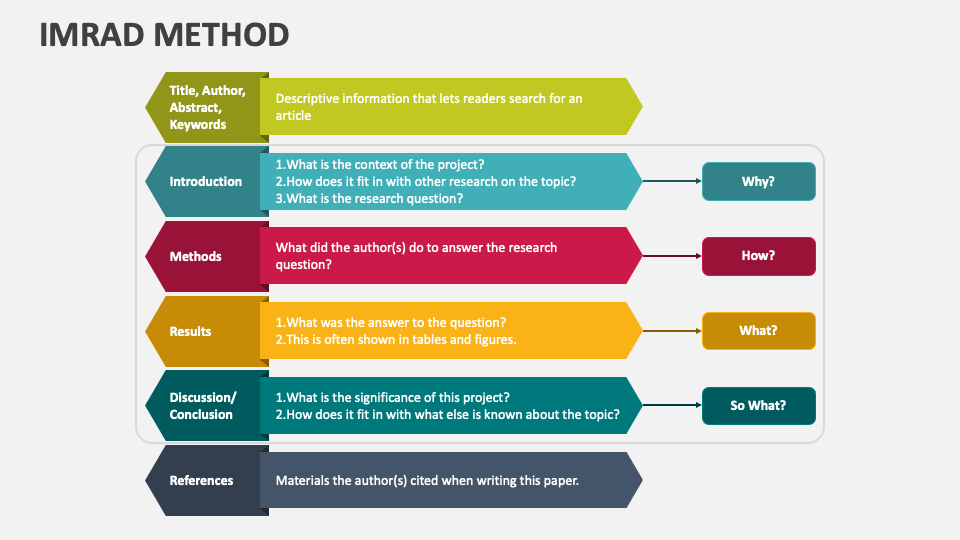 IMRAD METHOD
Title, Author,
Abstract,
Keywords
Descriptive information that lets readers search for an
article
Introduction
1.What is the context of the project?
2.How does it fit in with other research on the topic?
3.What is the research question?
Why?
Methods
What did the author(s) do to answer the research
question?
How?
Results
1.What was the answer to the question?
2.This is often shown in tables and figures.
What?
Discussion/
Conclusion
1.What is the significance of this project?
2.How does it fit in with what else is known about the topic?
So What?
References
Materials the author(s) cited when writing this paper.